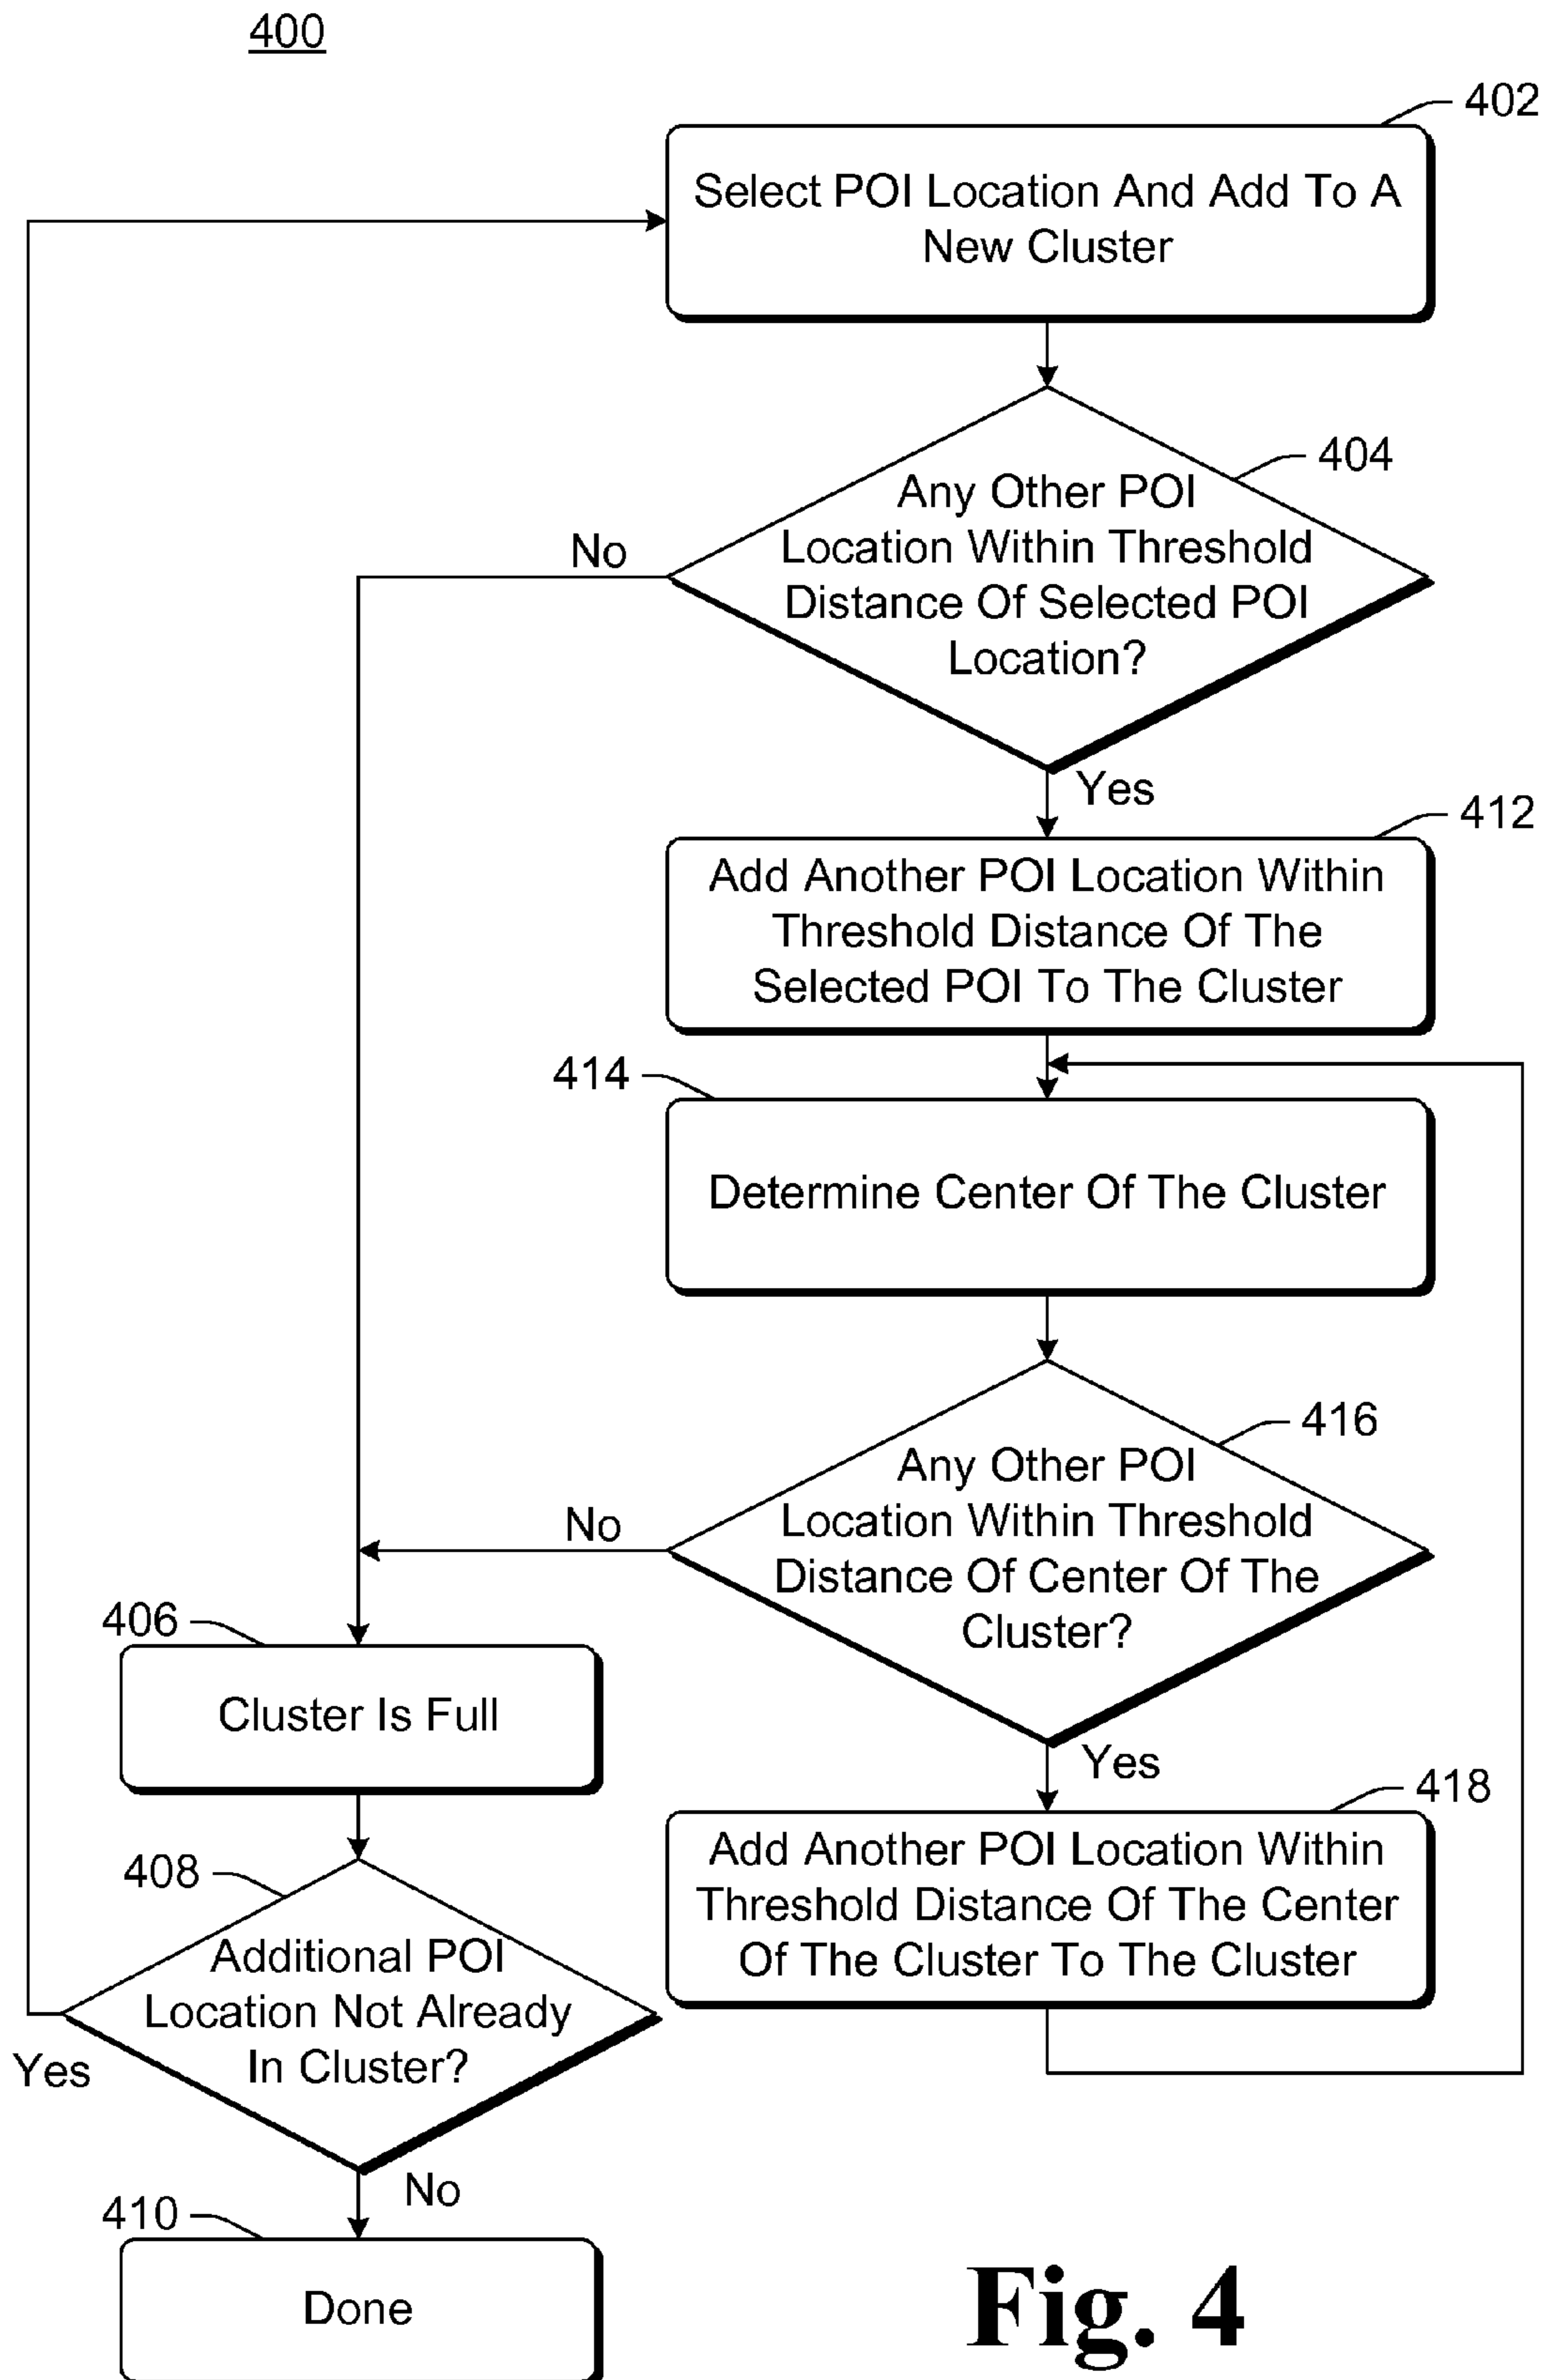 400
402
Select POI Location And Add To A
New Cluster
404
Any Other POI
Location Within Threshold
Distance Of Selected POI
Location?
No
Yes
412
Add Another POI Location Within
Threshold Distance Of The
Selected POI To The Cluster
414
Determine Center Of The Cluster
416
Any Other POI
Location Within Threshold
Distance Of Center Of The
Cluster?
No
Yes
406
Cluster Is Full
418
Add Another POI Location Within
Threshold Distance Of The Center
Of The Cluster To The Cluster
408
Additional POI
Location Not Already
In Cluster?
Yes
No
410
Done
Fig. 4